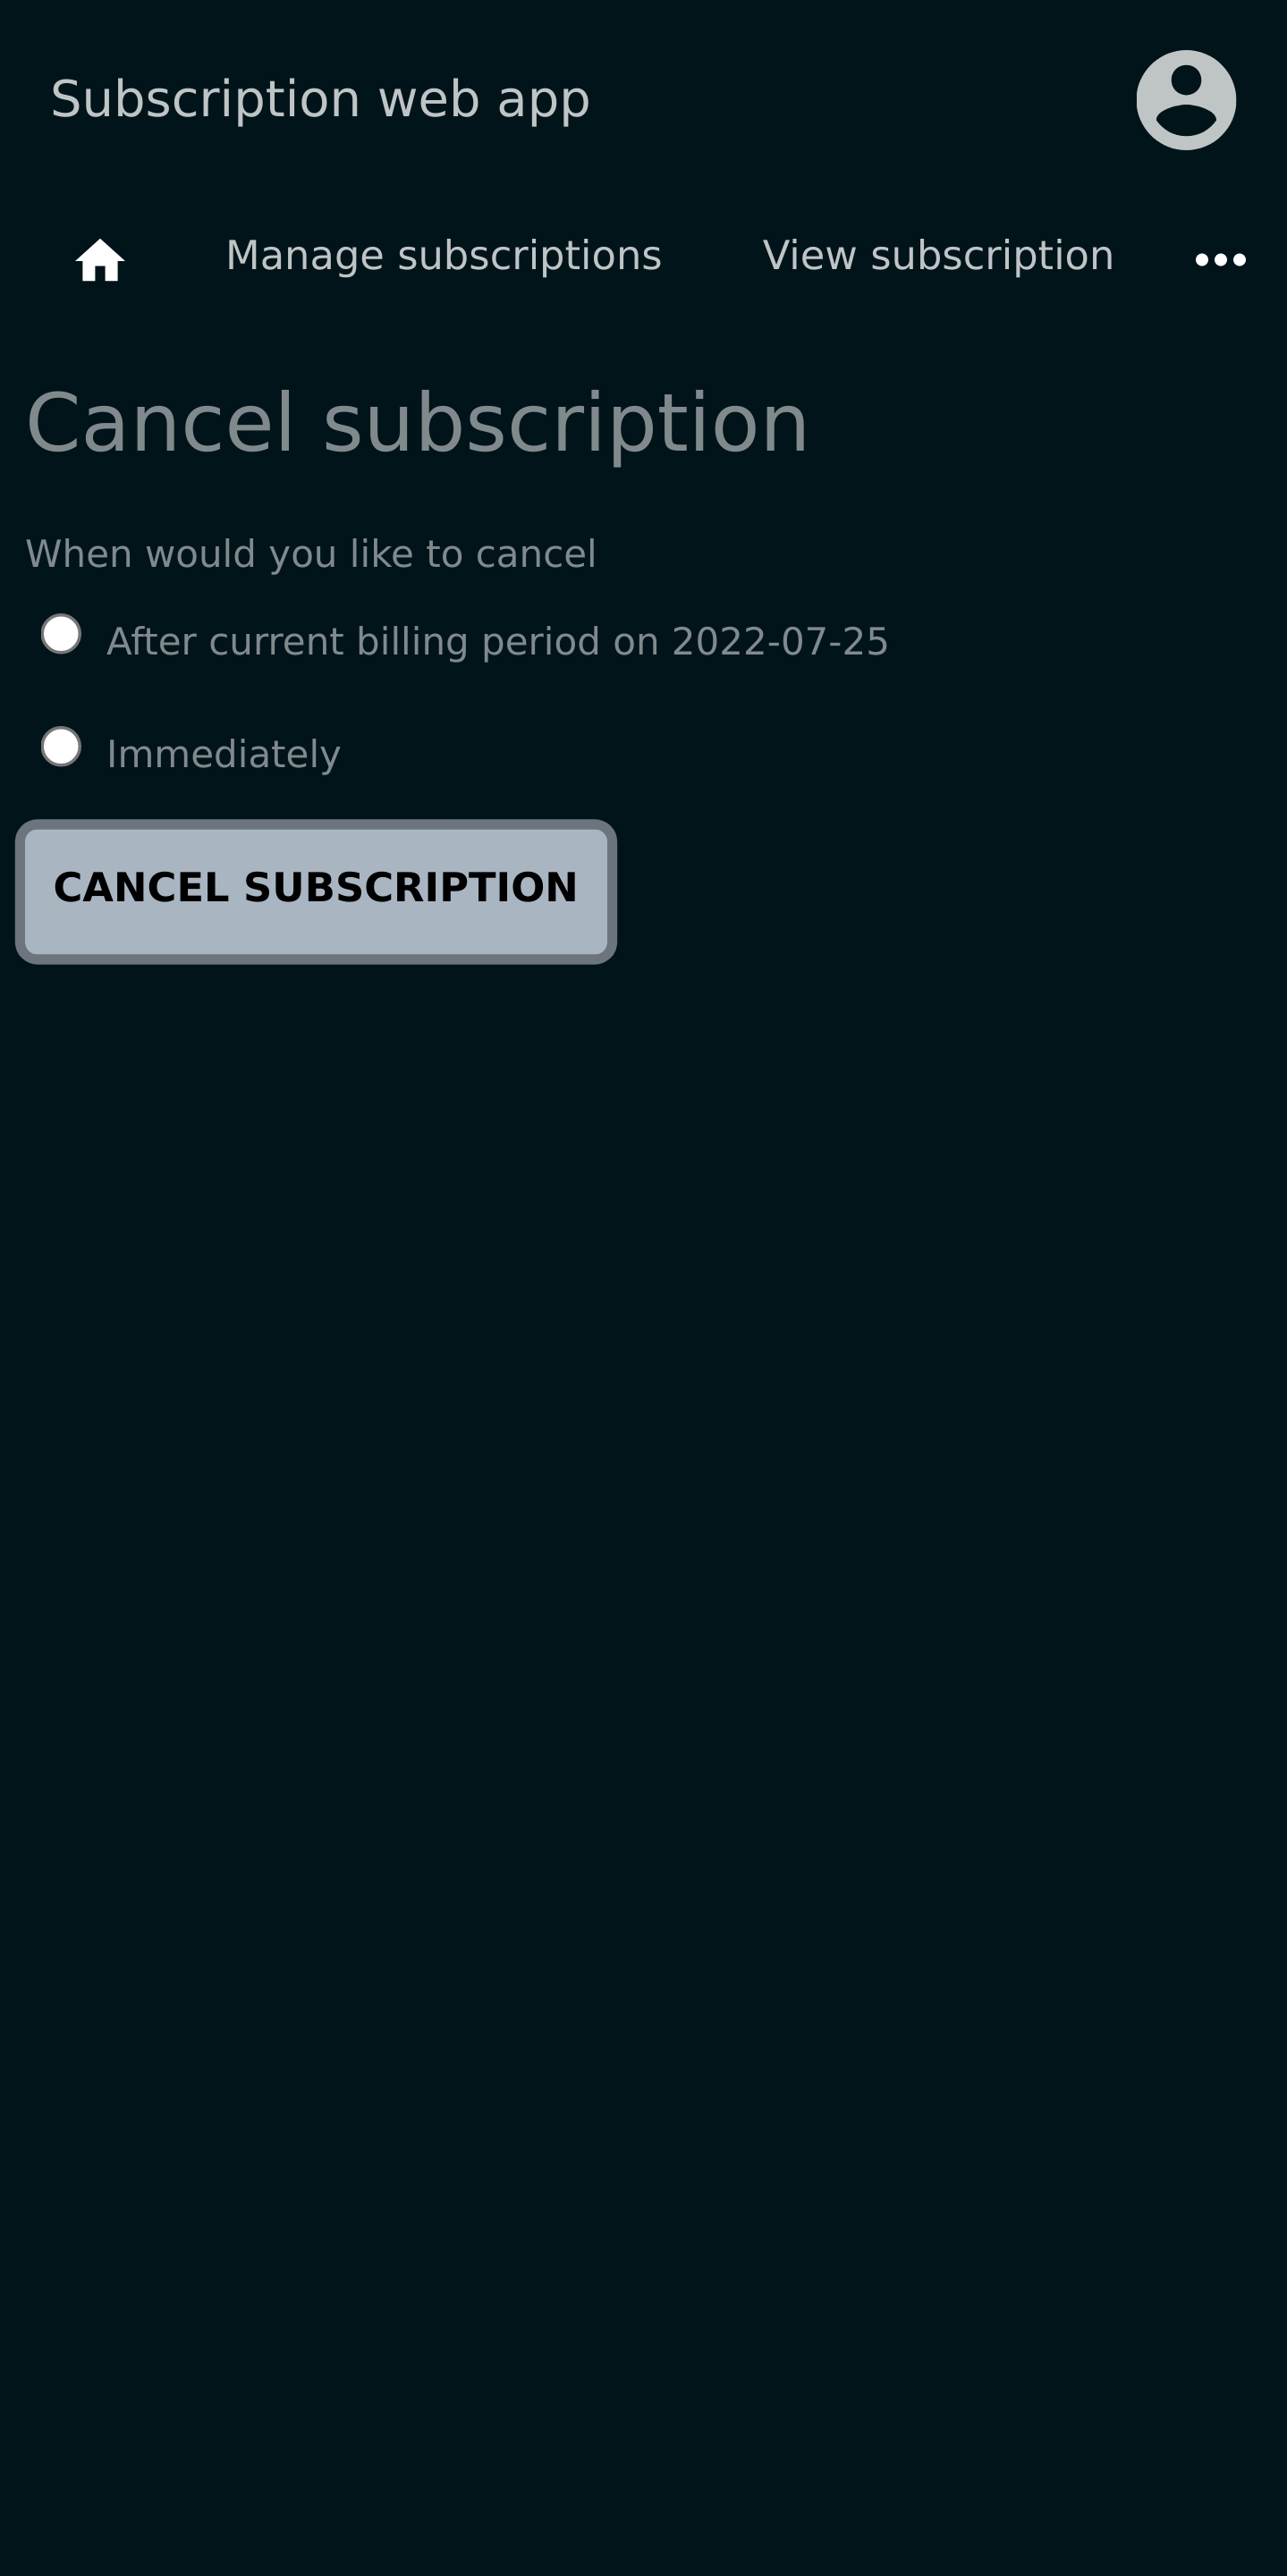 Subscription web app
Manage subscriptions View subscription
Cancel subscription
When would you like to cancel
After current billing period on 2022-07-25
Immediately
CANCEL SUBSCRIPTION